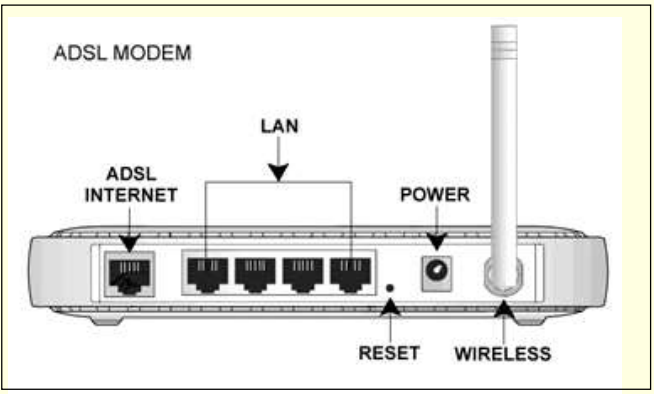 ADSL MODEM
LAN
ADSL
INTERNET
POWER
RESET
WIRELESS